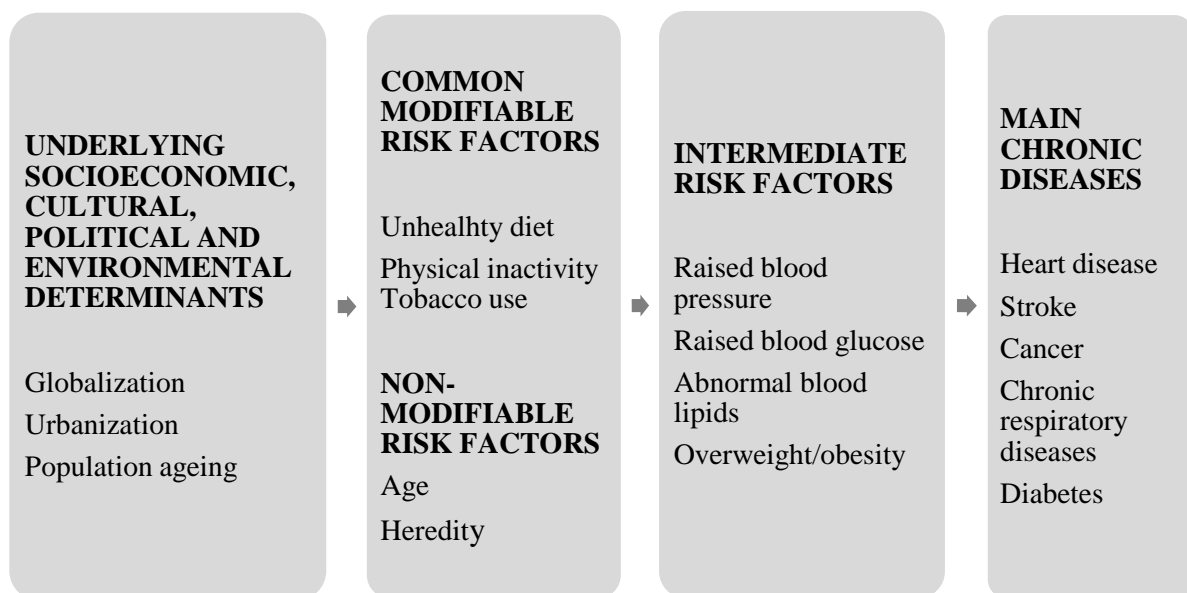 UNDERLYING
SOCIOECONOMIC,
CULTURAL,
POLITICAL AND
ENVIRONMENTAL
DETERMINANTS
Globalization
Urbanization
Population ageing
COMMON
MODIFIABLE
RISK FACTORS
Unhealhty diet
Physical inactivity
Tobacco use
NON-
MODIFIABLE
RISK FACTORS
Age
Heredity
INTERMEDIATE
RISK FACTORS
Raised blood
pressure
Raised blood glucose
Abnormal blood
lipids
Overweight/obesity
MAIN
CHRONIC
DISEASES
Heart disease
Stroke
Cancer
Chronic
respiratory
diseases
Diabetes